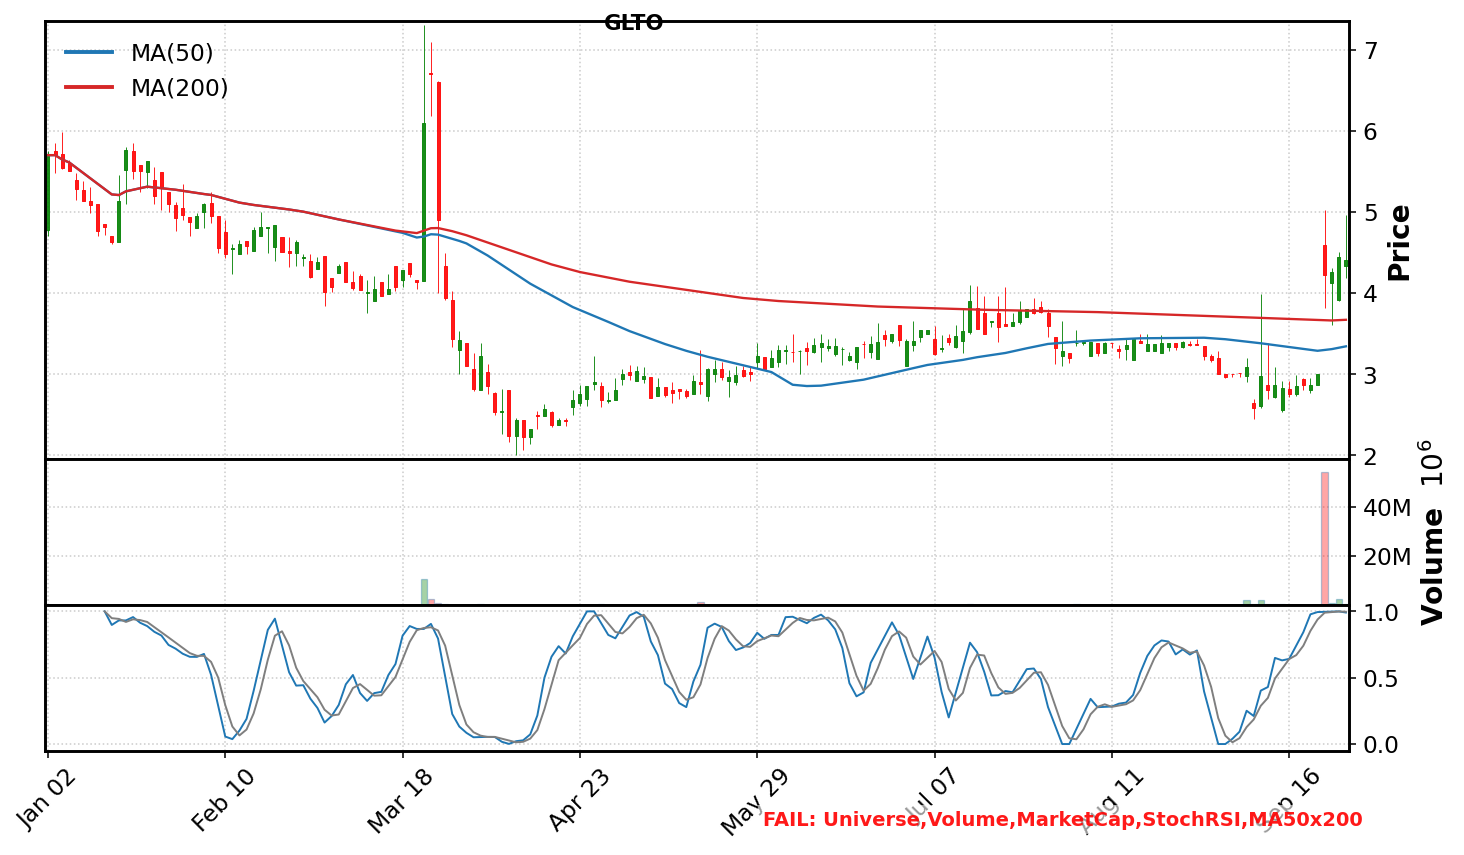 GLTO
MA(50)
MA(200)
7
6
5
4
3
2
Price
40M
20M
Volume 10^6
1.0
0.5
0.0
Jan 02
Feb 10
Mar 18
Apr 23
May 29
Jul 07
Aug 11
Sep 16
FAIL: Universe,Volume,MarketCap,StochRSI,MA50x200